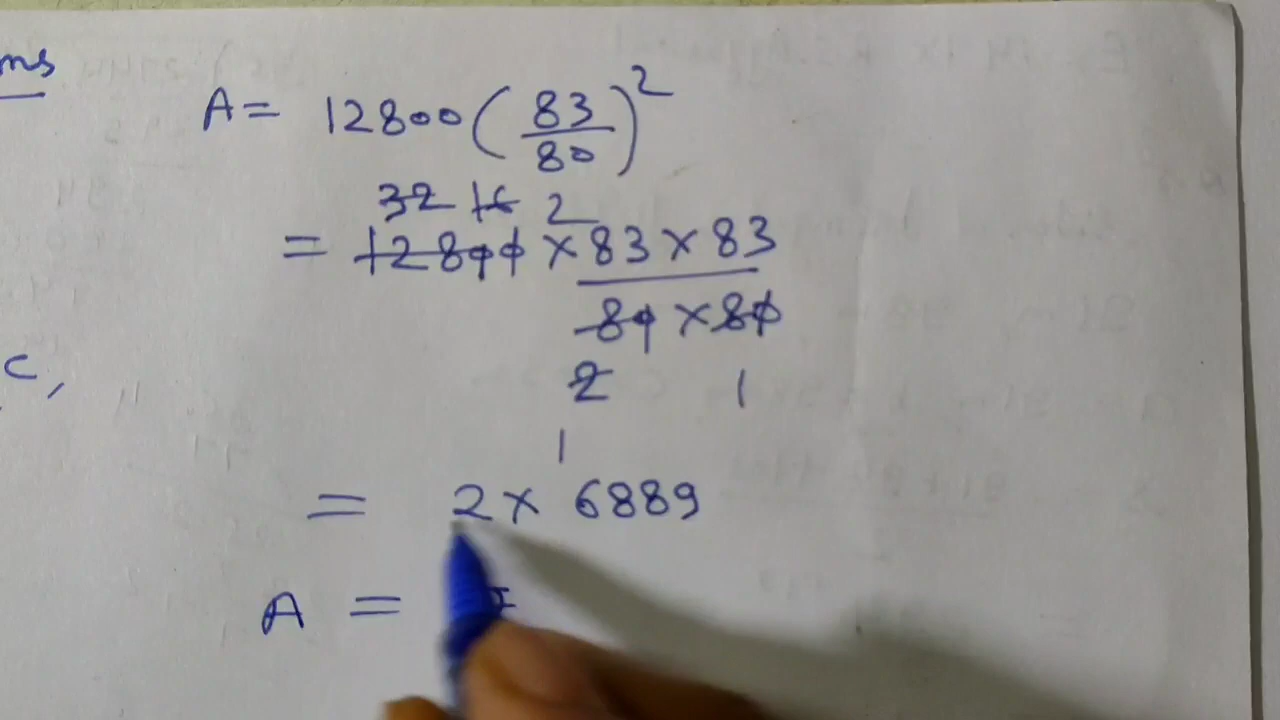 ms
A = 12800 ( 83 / 80 )²
32 16 2
= 12800 × 83 × 83
80 × 80
2 1
c,
1
= 2 × 6889
A =